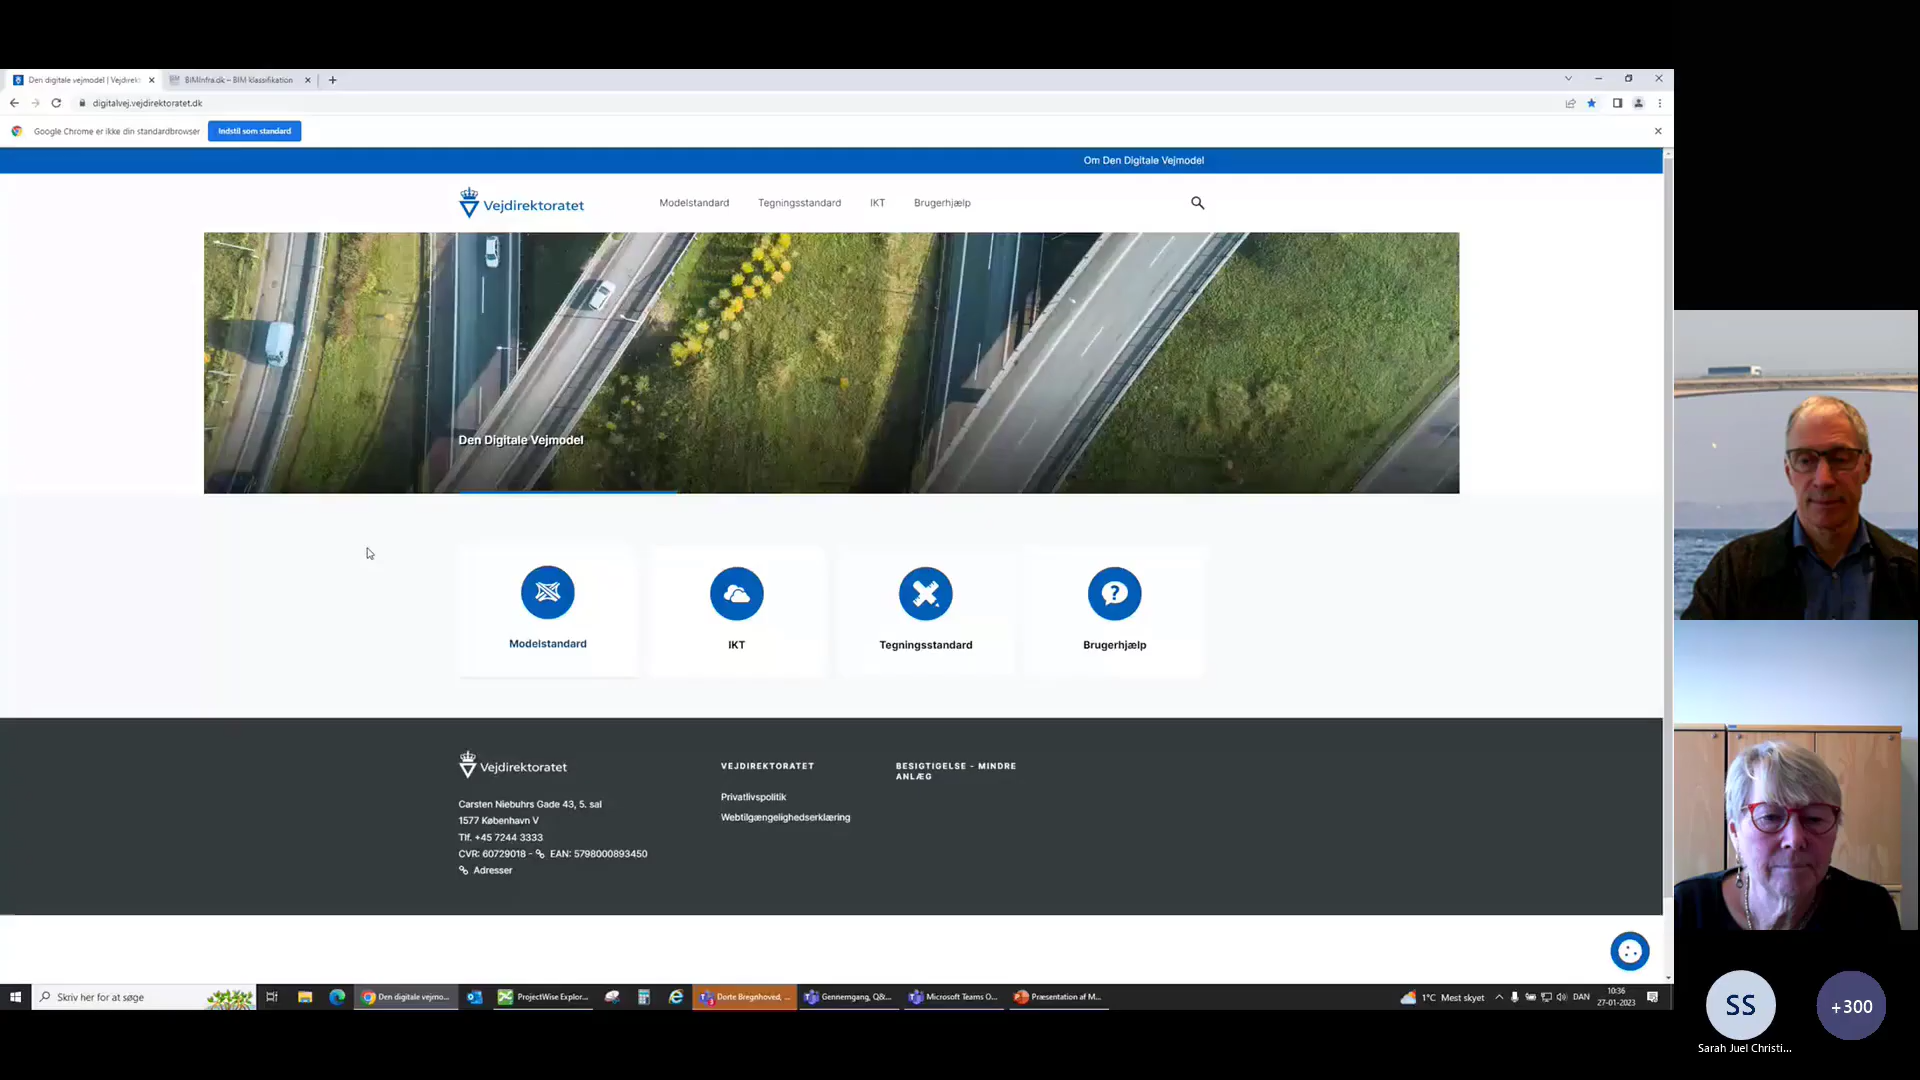 Den digitale vejmodel | Vejdirekt
BIMinfra.dk – BIM klassifikation
digitalvej.vejdirektoratet.dk
Google Chrome er ikke din standardbrowser
Indstil som standard
Om Den Digitale Vejmodel
Vejdirektoratet
Modelstandard
Tegningsstandard
IKT
Brugerhjælp
Den Digitale Vejmodel
Modelstandard
IKT
Tegningsstandard
Brugerhjælp
Vejdirektoratet
Carsten Niebuhrs Gade 43, 5. sal
1577 København V
Tlf. +45 7244 3333
CVR: 60729018 - EAN: 5798000893450
Adresser
VEJDIREKTORATET
Privatlivspolitik
Webtilgængelighedserklæring
BESIGTIGELSE - MINDRE
ANLÆG
Skriv her for at søge
Den digitale vejmo...
ProjectWise Explor...
Dorte Bregnhoved, ...
Gennemgang, Q&...
Microsoft Teams O...
Præsentation af M...
1°C Mest skyet
DAN
10:36
27-01-2023
SS
+300
Sarah Juel Christi...